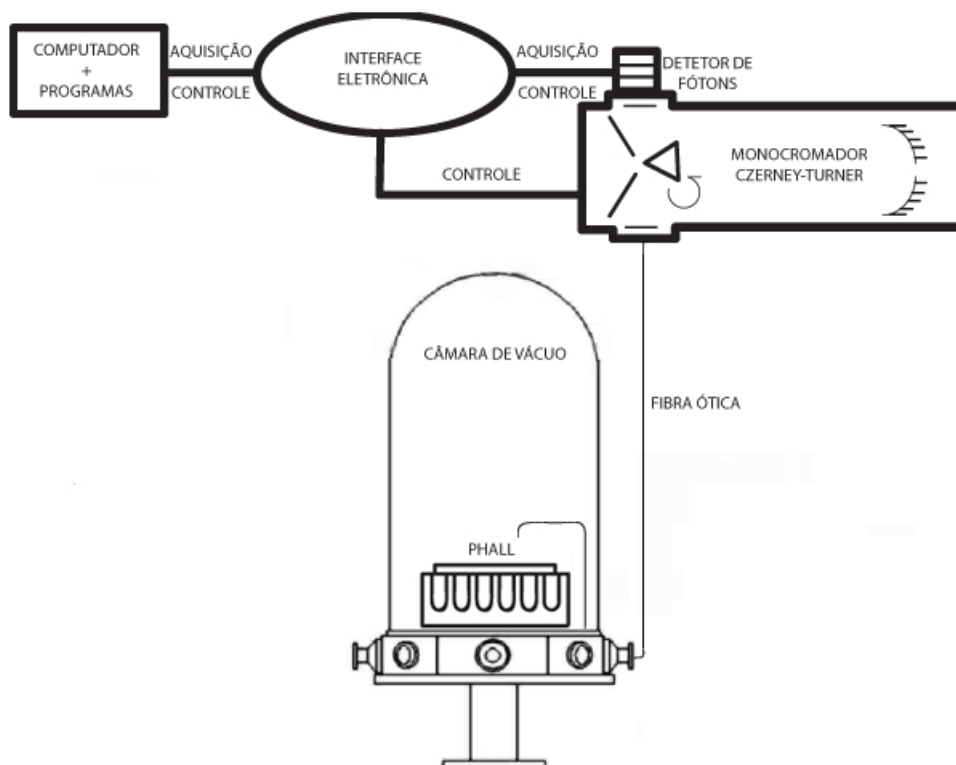 COMPUTADOR
+
PROGRAMAS
AQUISIÇÃO
CONTROLE
INTERFACE
ELETRÔNICA
AQUISIÇÃO
CONTROLE
DETETOR DE
FÓTONS
MONOCROMADOR
CZERNEY-TURNER
CONTROLE
CÂMARA DE VÁCUO
FIBRA ÓTICA
PHALL